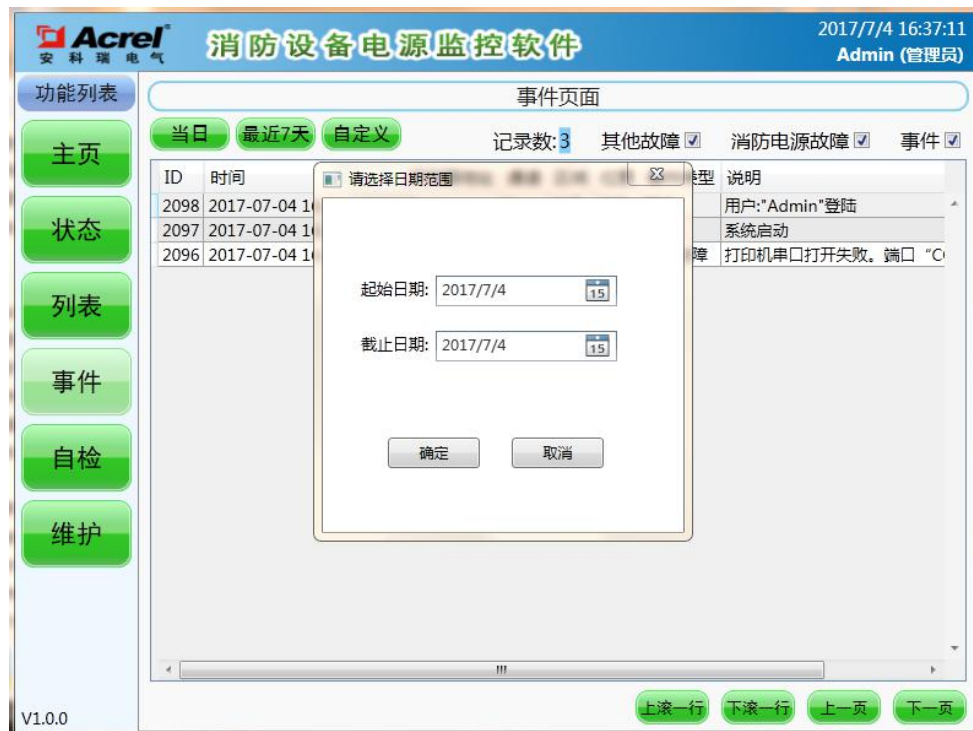 Acrel
安科瑞电气
消防设备电源监控软件
2017/7/4 16:37:11
Admin (管理员)
功能列表
事件页面
当日 最近7天 自定义 记录数:3 其他故障 消防电源故障 事件
主页
ID 时间 类型 说明
请选择日期范围
2098 2017-07-04 1 用户:"Admin"登陆
2097 2017-07-04 1 系统启动
2096 2017-07-04 1 障 打印机串口打开失败。端口 “C
状态
起始日期: 2017/7/4 15
列表
截止日期: 2017/7/4 15
事件
确定 取消
自检
维护
V1.0.0
上滚一行 下滚一行 上一页 下一页